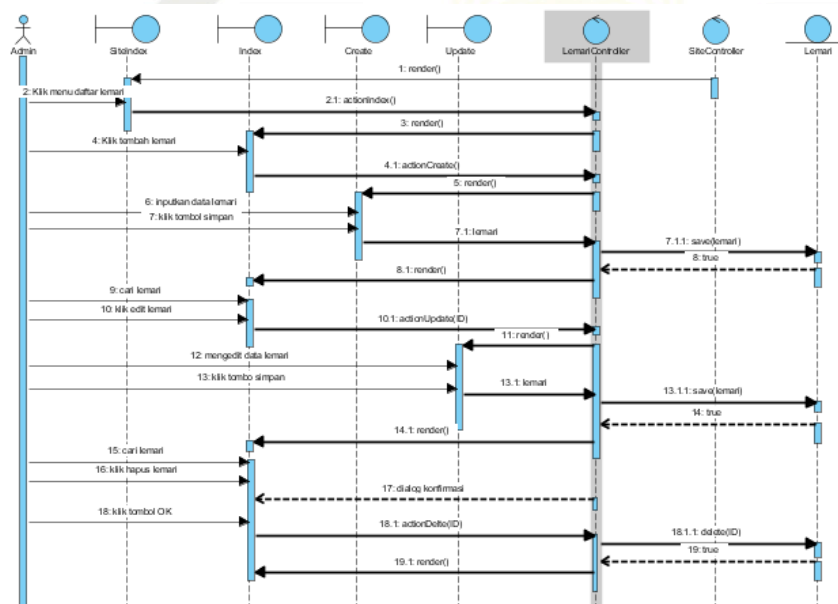 Admin
SiteIndex
Index
Create
Update
LemariController
SiteController
Lemari
1: render()
2: Klik menu daftar lemari
2.1: actionIndex()
3: render()
4: Klik tambah lemari
4.1: actionCreate()
5: render()
6: inputkan data lemari
7: klik tombol simpan
7.1: lemari
7.1.1: save(lemari)
8: true
8.1: render()
9: cari lemari
10: klik edit lemari
10.1: actionUpdate(ID)
11: render()
12: mengedit data lemari
13: klik tombo simpan
13.1: lemari
13.1.1: save(lemari)
14: true
14.1: render()
15: cari lemari
16: klik hapus lemari
17: dialog konfirmasi
18: klik tombol OK
18.1: actionDelte(ID)
18.1.1: delete(ID)
19: true
19.1: render()